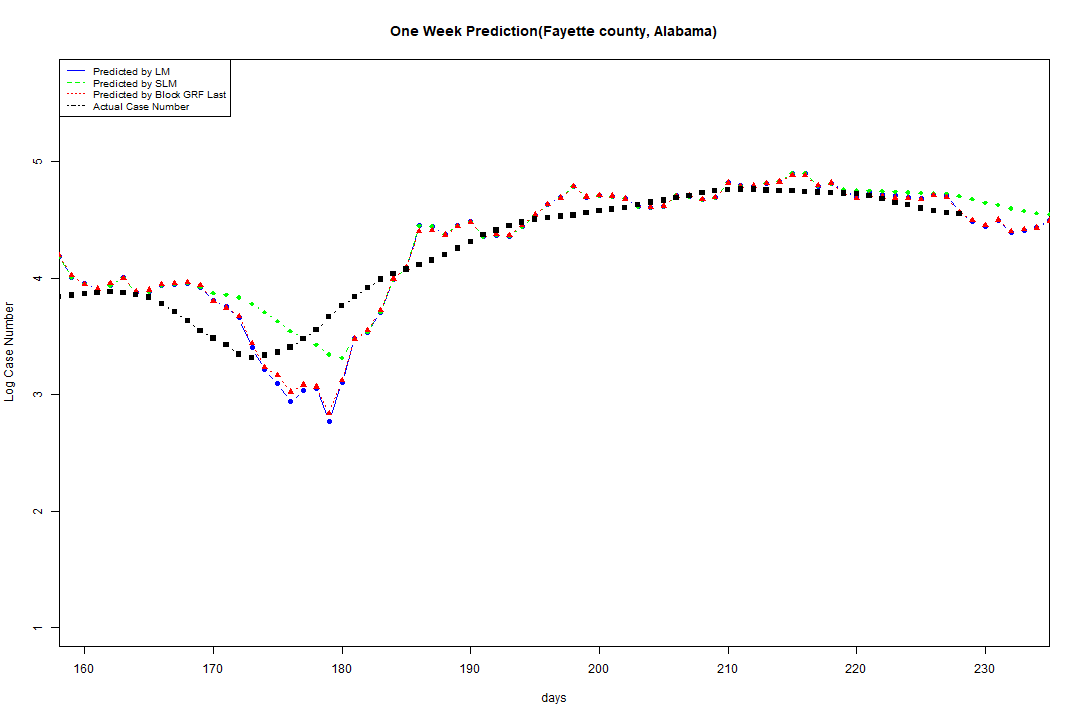 One Week Prediction(Fayette county, Alabama)
Predicted by LM
Predicted by SLM
Predicted by Block GRF Last
Actual Case Number
5
4
3
2
1
Log Case Number
160 170 180 190 200 210 220 230
days